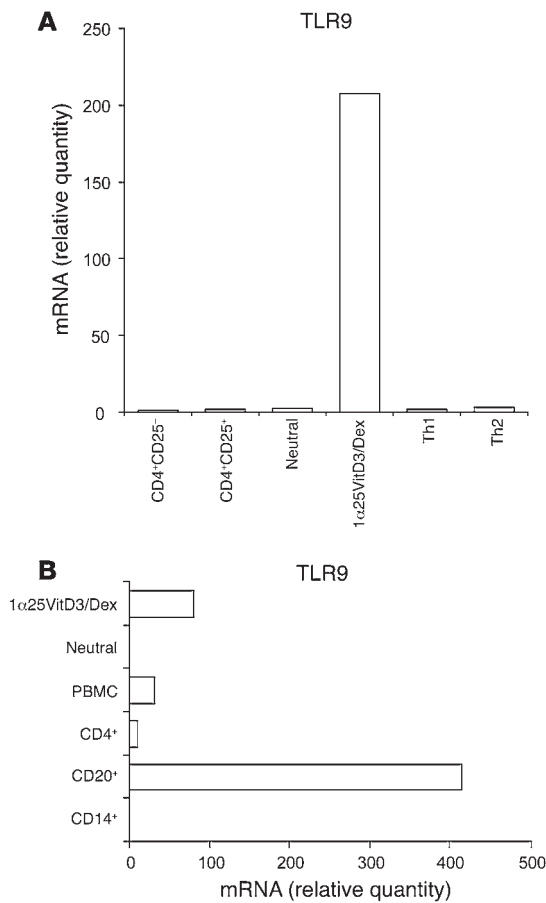 A
TLR9
mRNA (relative quantity)
250
200
150
100
50
0
CD4⁺CD25⁻
CD4⁺CD25⁺
Neutral
1α25VitD3/Dex
Th1
Th2
B
TLR9
1α25VitD3/Dex
Neutral
PBMC
CD4⁺
CD20⁺
CD14⁺
0 100 200 300 400 500
mRNA (relative quantity)